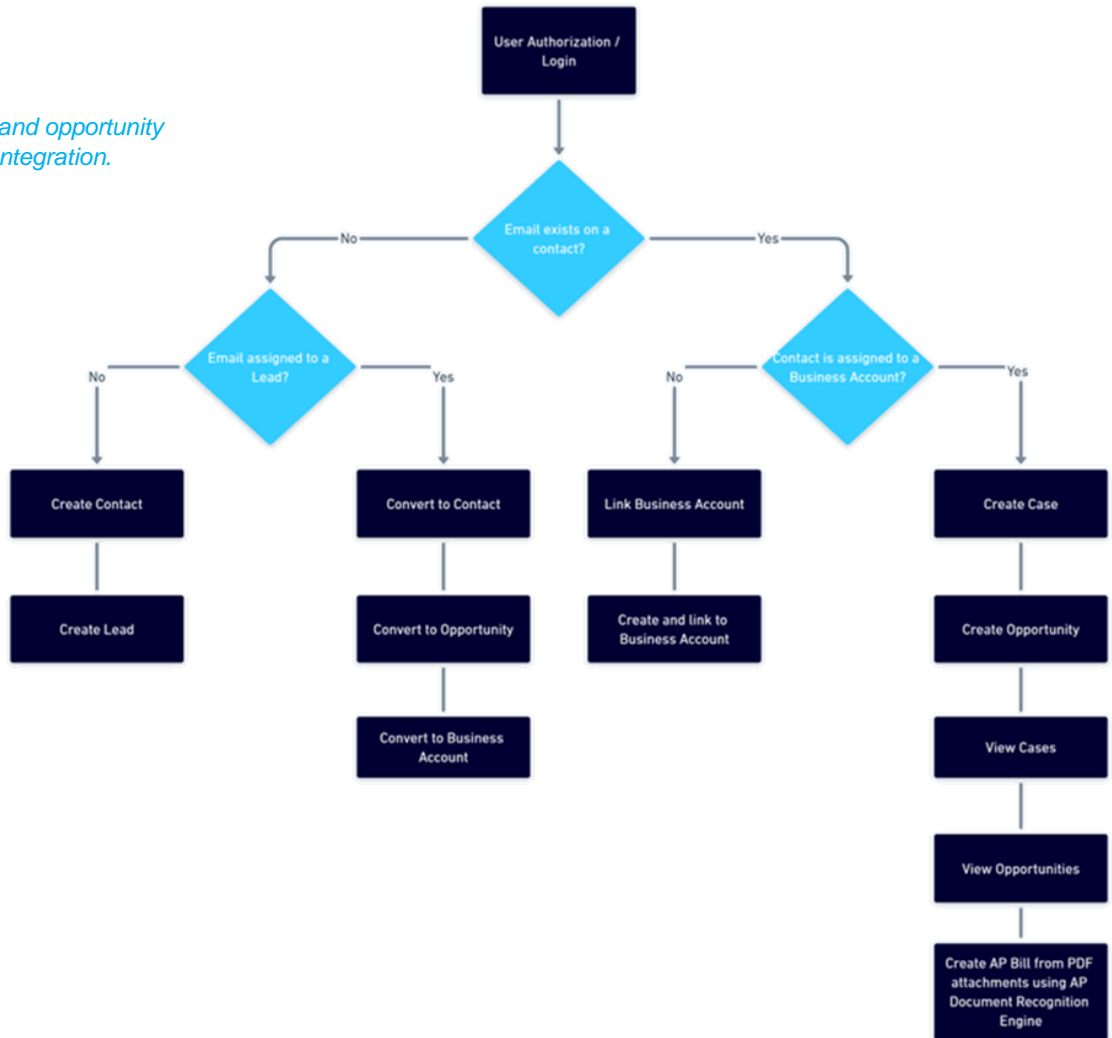 User Authorization /
Login
and opportunity
integration.
Email exists on a
contact?
No
Yes
Email assigned to a
Lead?
Contact is assigned to a
Business Account?
No
Yes
No
Yes
Create Contact
Convert to Contact
Link Business Account
Create Case
Create Lead
Convert to Opportunity
Create and link to
Business Account
Create Opportunity
Convert to Business
Account
View Cases
View Opportunities
Create AP Bill from PDF
attachments using AP
Document Recognition
Engine